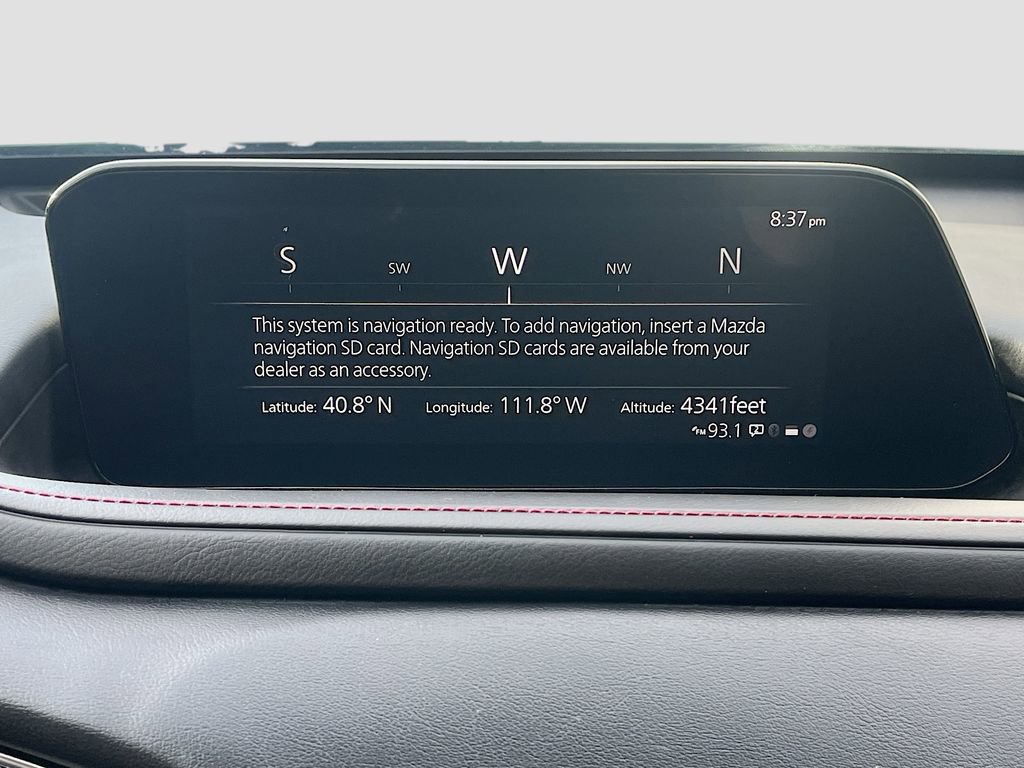 8:37pm
S SW W NW N
This system is navigation ready. To add navigation, insert a Mazda
navigation SD card. Navigation SD cards are available from your
dealer as an accessory.
Latitude: 40.8° N Longitude: 111.8° W Altitude: 4341feet
FM 93.1 2